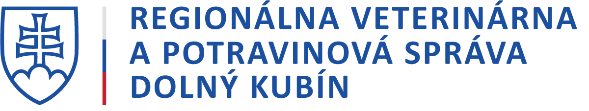 REGIONÁLNA VETERINÁRNA
A POTRAVINOVÁ SPRÁVA
DOLNÝ KUBÍN